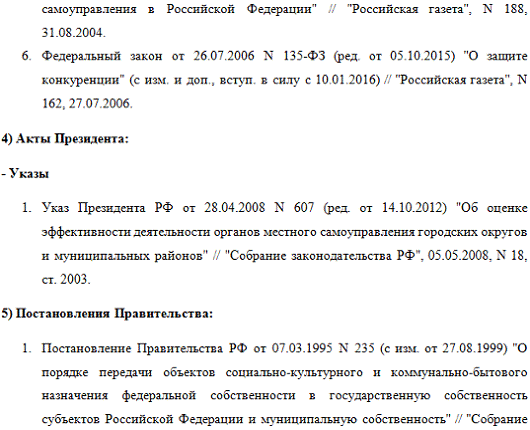 самоуправления в Российской Федерации" // "Российская газета", N 188,
31.08.2004.
6. Федеральный закон от 26.07.2006 N 135-ФЗ (ред. от 05.10.2015) "О защите
конкуренции" (с изм. и доп., вступ. в силу с 10.01.2016) // "Российская газета", N
162, 27.07.2006.
4) Акты Президента:
- Указы
1. Указ Президента РФ от 28.04.2008 N 607 (ред. от 14.10.2012) "Об оценке
эффективности деятельности органов местного самоуправления городских округов
и муниципальных районов" // "Собрание законодательства РФ", 05.05.2008, N 18,
ст. 2003.
5) Постановления Правительства:
1. Постановление Правительства РФ от 07.03.1995 N 235 (с изм. от 27.08.1999) "О
порядке передачи объектов социально-культурного и коммунально-бытового
назначения федеральной собственности в государственную собственность
субъектов Российской Федерации и муниципальную собственность" // "Собрание